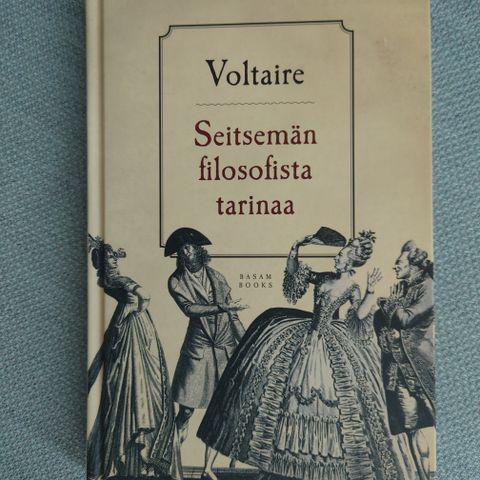 Voltaire
Seitsemän
filosofista
tarinaa
BASAM
BOOKS